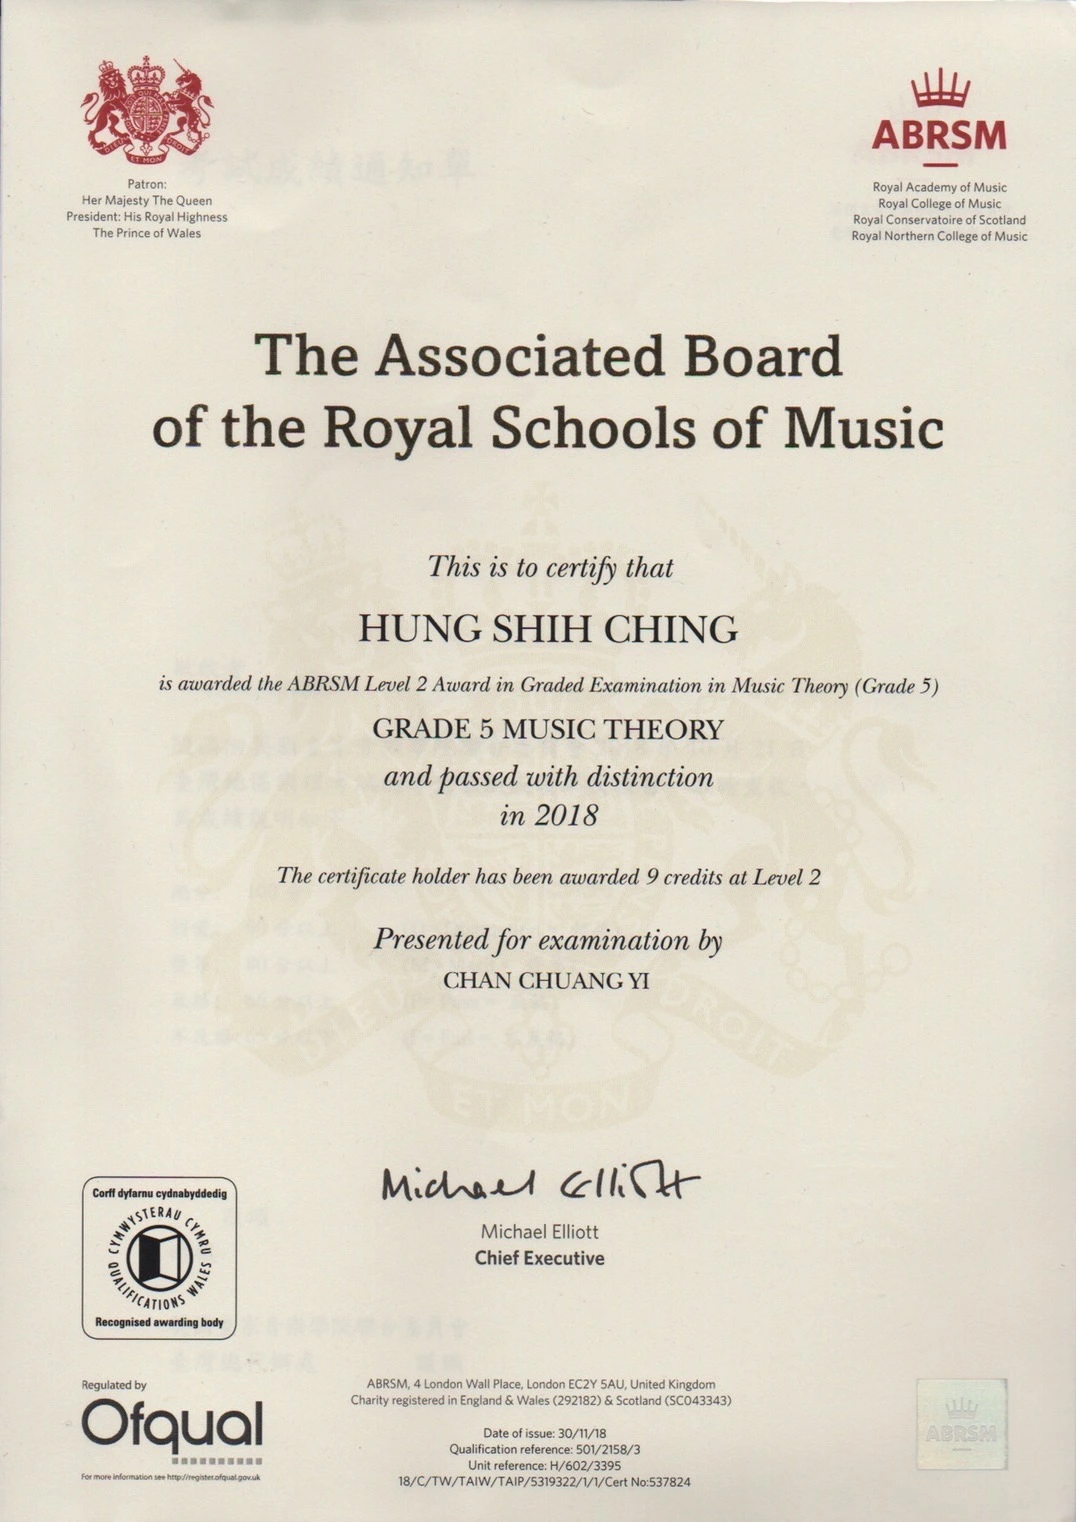 DIEU ET MON DROIT
Patron:
Her Majesty The Queen
President: His Royal Highness
The Prince of Wales
ABRSM
Royal Academy of Music
Royal College of Music
Royal Conservatoire of Scotland
Royal Northern College of Music
The Associated Board
of the Royal Schools of Music
This is to certify that
HUNG SHIH CHING
is awarded the ABRSM Level 2 Award in Graded Examination in Music Theory (Grade 5)
GRADE 5 MUSIC THEORY
and passed with distinction
in 2018
The certificate holder has been awarded 9 credits at Level 2
Presented for examination by
CHAN CHUANG YI
DIEU ET MON DROIT
Michael Elliott
Michael Elliott
Chief Executive
Corff dyfarnu cydnabyddedig
CYMWYSTERAU CYMRU
QUALIFICATIONS WALES
Recognised awarding body
Regulated by
Ofqual
For more information see http://register.ofqual.gov.uk
ABRSM, 4 London Wall Place, London EC2Y 5AU, United Kingdom
Charity registered in England & Wales (292182) & Scotland (SC043343)
Date of issue: 30/11/18
Qualification reference: 501/2158/3
Unit reference: H/602/3395
18/C/TW/TAIW/TAIP/5319322/1/1/Cert No:537824
ABRSM